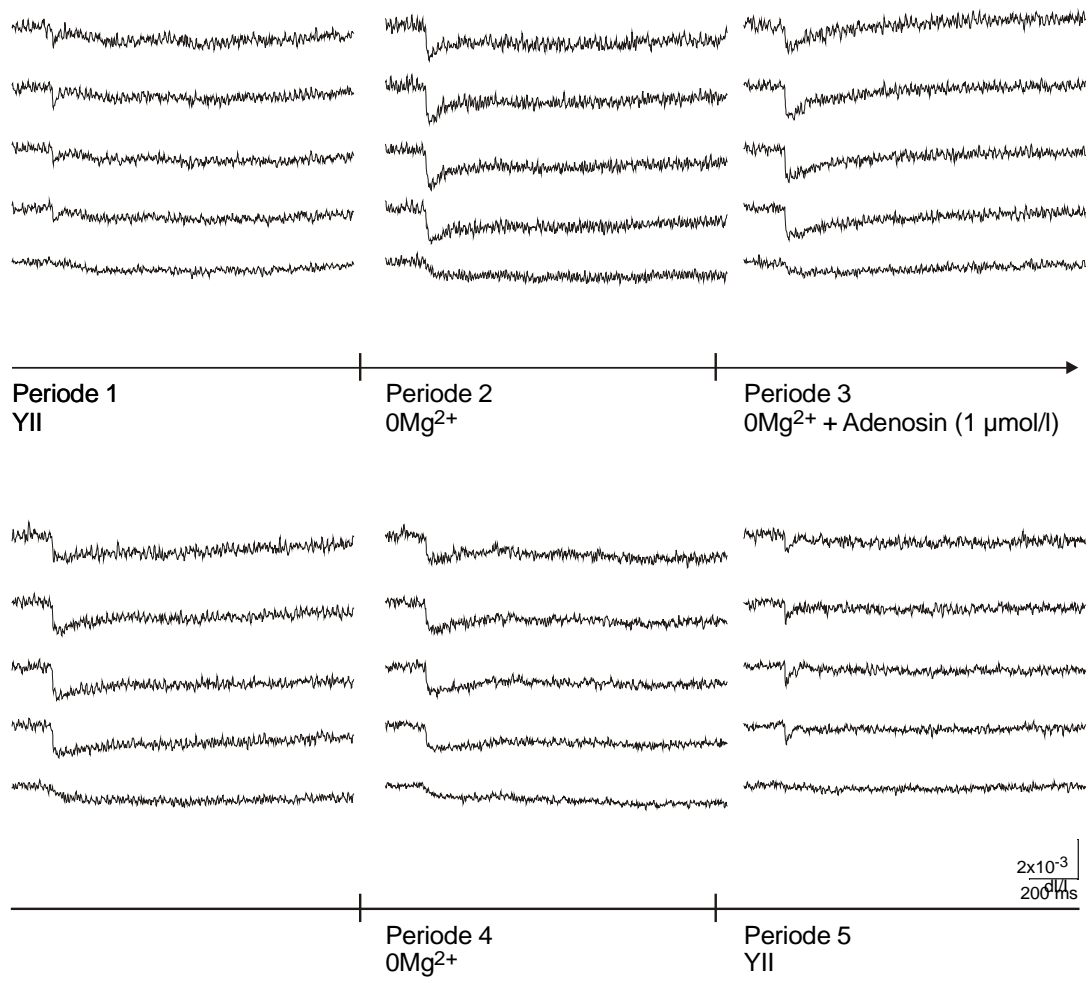 Periode 1
YII
Periode 2
0Mg²⁺
Periode 3
0Mg²⁺ + Adenosin (1 µmol/l)
2x10⁻³
dI/I
200 ms
Periode 4
0Mg²⁺
Periode 5
YII